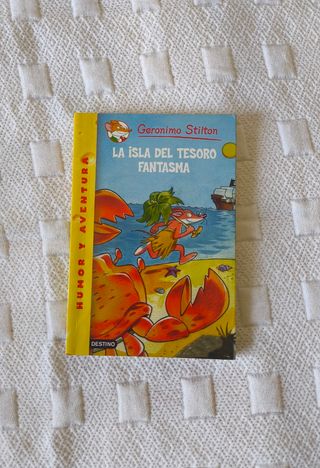 Geronimo Stilton
LA ISLA DEL TESORO
FANTASMA
HUMOR Y AVENTURA
DESTINO